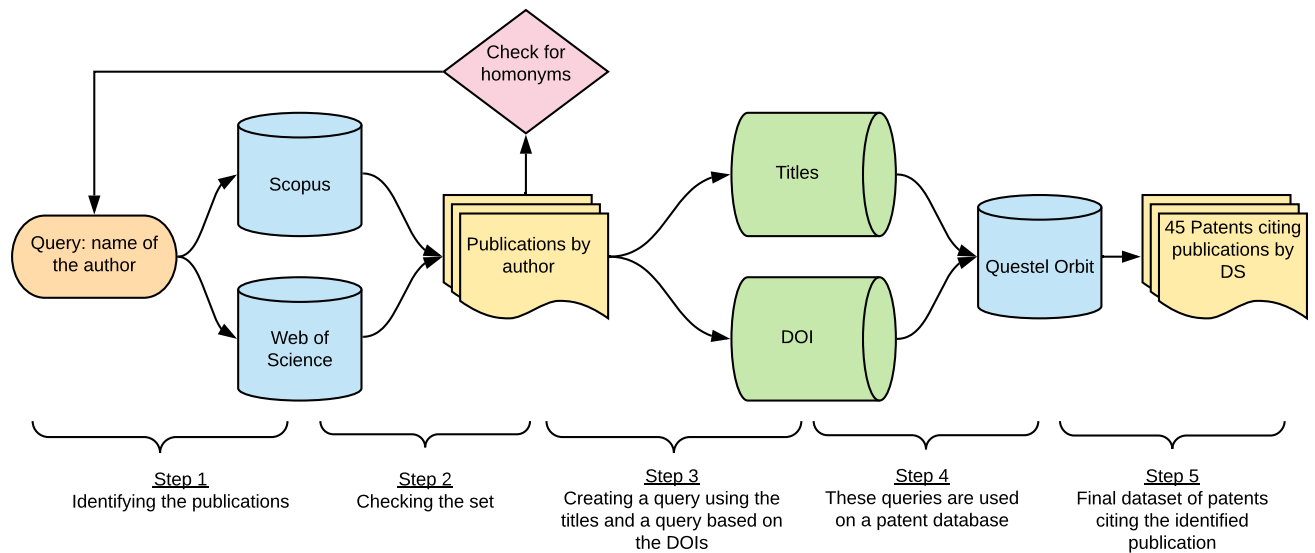 Check for
homonyms
Scopus
Titles
Query: name of
the author
Publications by
author
Questel Orbit
45 Patents citing
publications by
DS
Web of
Science
DOI
Step 1
Identifying the publications
Step 2
Checking the set
Step 3
Creating a query using the
titles and a query based on
the DOIs
Step 4
These queries are used
on a patent database
Step 5
Final dataset of patents
citing the identified
publication